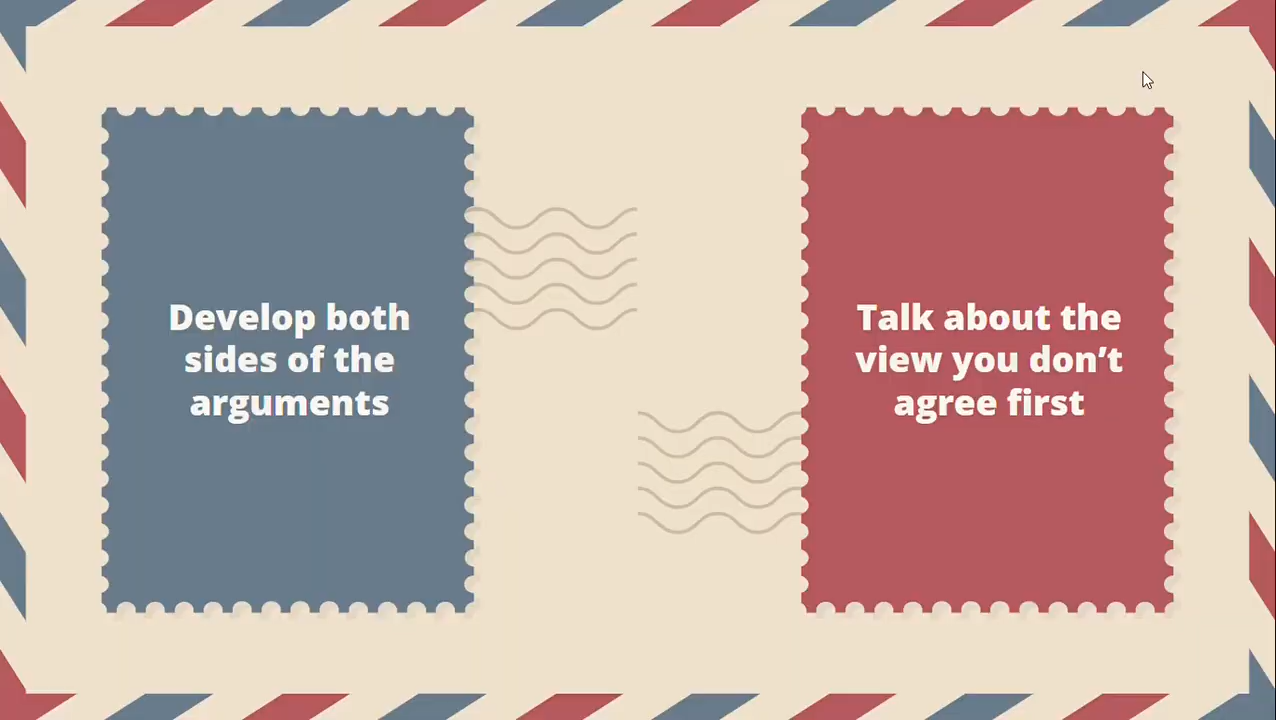 Develop both
sides of the
arguments
Talk about the
view you don’t
agree first